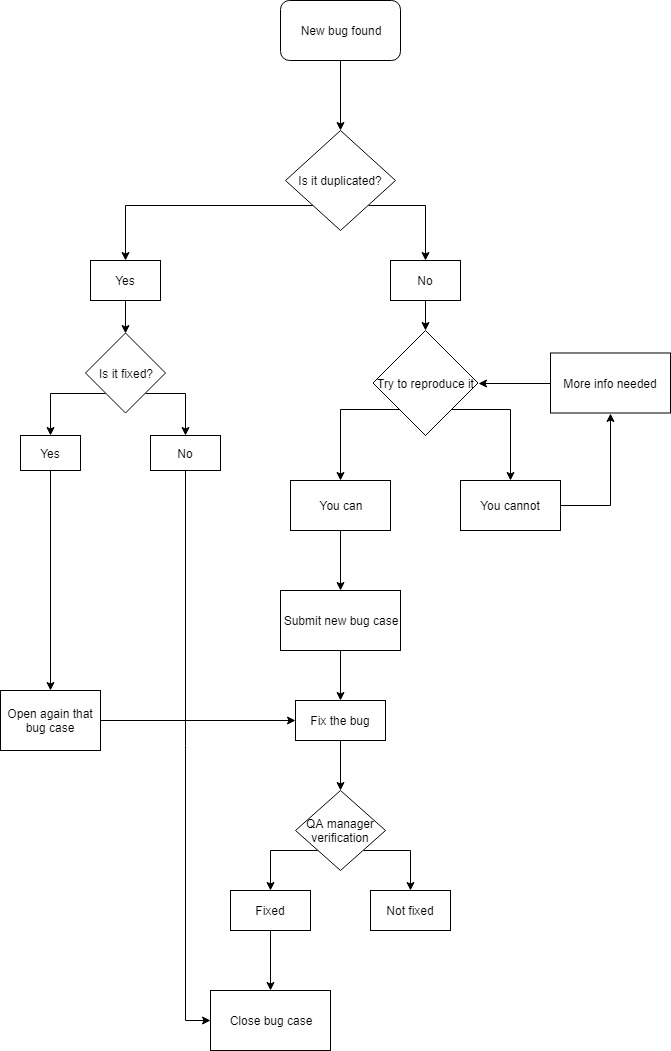 New bug found
Is it duplicated?
Yes
No
Is it fixed?
Try to reproduce it
More info needed
Yes
No
You can
You cannot
Submit new bug case
Open again that
bug case
Fix the bug
QA manager
verification
Fixed
Not fixed
Close bug case